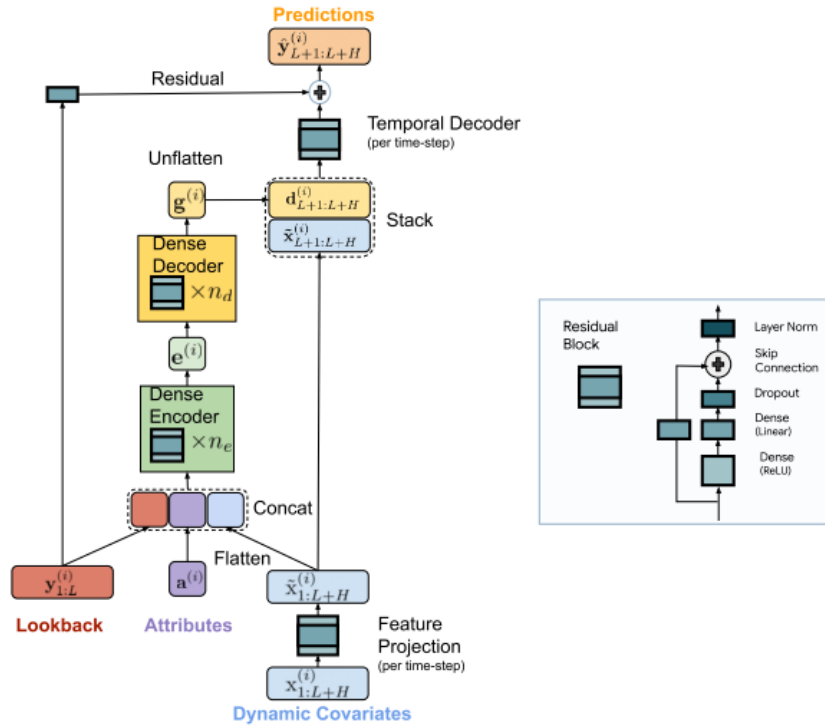 Predictions
ŷ^{(i)}_{L+1:L+H}
Residual
Temporal Decoder
(per time-step)
Unflatten
g^{(i)}
d^{(i)}_{L+1:L+H}
x̃^{(i)}_{L+1:L+H}
Stack
Dense
Decoder
×n_d
e^{(i)}
Dense
Encoder
×n_e
Concat
Flatten
y^{(i)}_{1:L}
a^{(i)}
x̃^{(i)}_{1:L+H}
Lookback
Attributes
Feature
Projection
(per time-step)
x^{(i)}_{1:L+H}
Dynamic Covariates
Residual
Block
Layer Norm
Skip
Connection
Dropout
Dense
(Linear)
Dense
(ReLU)